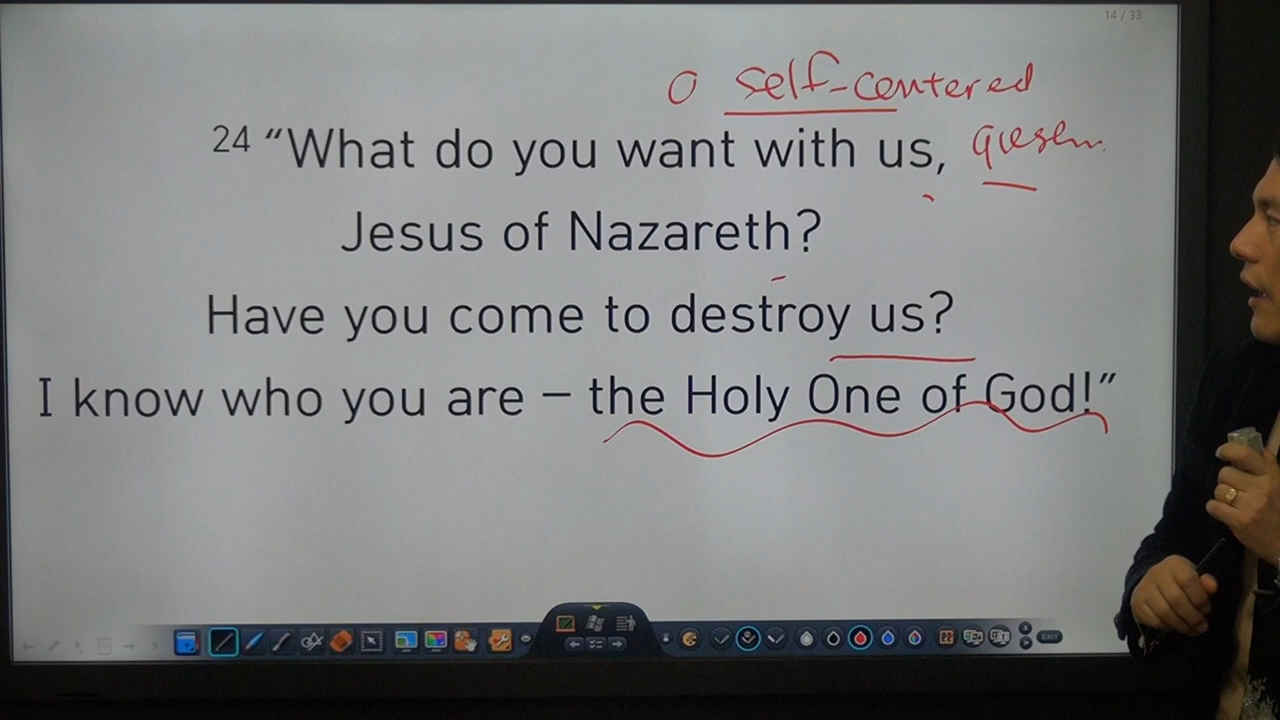 14 / 33
O self-centered
24 “What do you want with us,
Jesus of Nazareth?
Have you come to destroy us?
I know who you are – the Holy One of God!”
EXIT